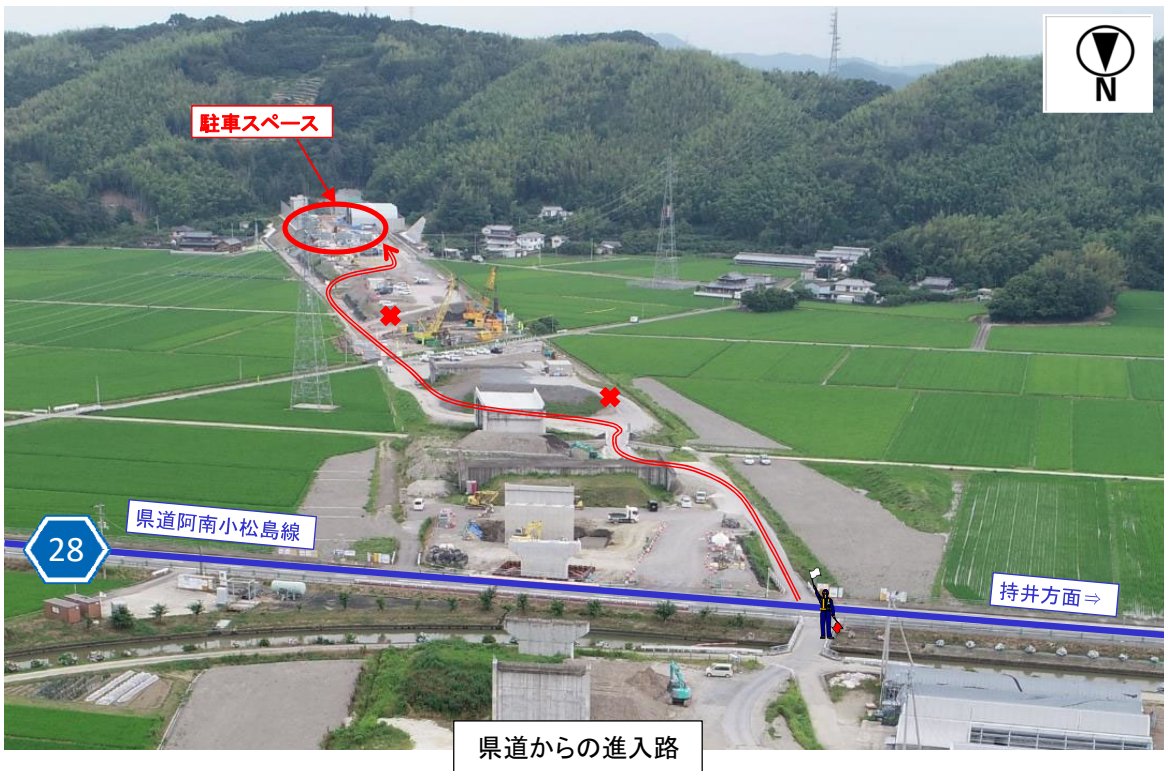 N
駐車スペース
県道阿南小松島線
28
持井方面⇒
県道からの進入路